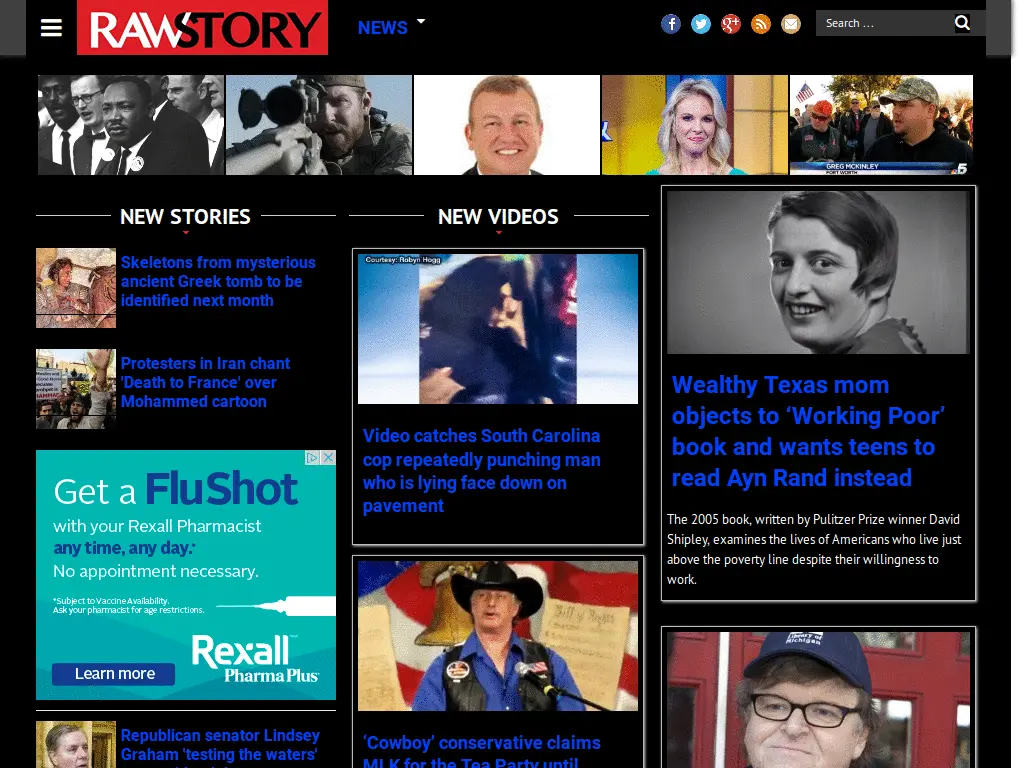 RAWSTORY
NEWS
Search ...
GREG MCKINLEY
FORT WORTH
5
NEW STORIES
Skeletons from mysterious
ancient Greek tomb to be
identified next month
Protesters in Iran chant
'Death to France' over
Mohammed cartoon
Get a FluShot
with your Rexall Pharmacist
any time, any day.*
No appointment necessary.
*Subject to Vaccine Availability.
Ask your pharmacist for age restrictions.
Learn more
Rexall
PharmaPlus
Republican senator Lindsey
Graham 'testing the waters'
NEW VIDEOS
Courtesy: Robyn Hogg
Video catches South Carolina
cop repeatedly punching man
who is lying face down on
pavement
Bill of Rights
‘Cowboy’ conservative claims
MLK for the Tea Party until
Wealthy Texas mom
objects to ‘Working Poor’
book and wants teens to
read Ayn Rand instead
The 2005 book, written by Pulitzer Prize winner David
Shipley, examines the lives of Americans who live just
above the poverty line despite their willingness to
work.
Library of
Michigan